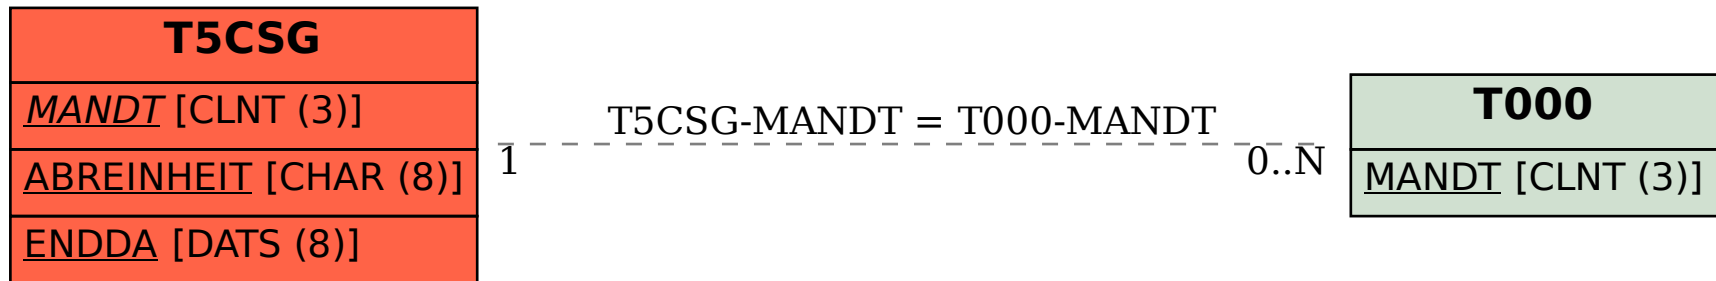 T5CSG
MANDT [CLNT (3)]
ABREINHEIT [CHAR (8)]
ENDDA [DATS (8)]
T5CSG-MANDT = T000-MANDT
1
0..N
T000
MANDT [CLNT (3)]